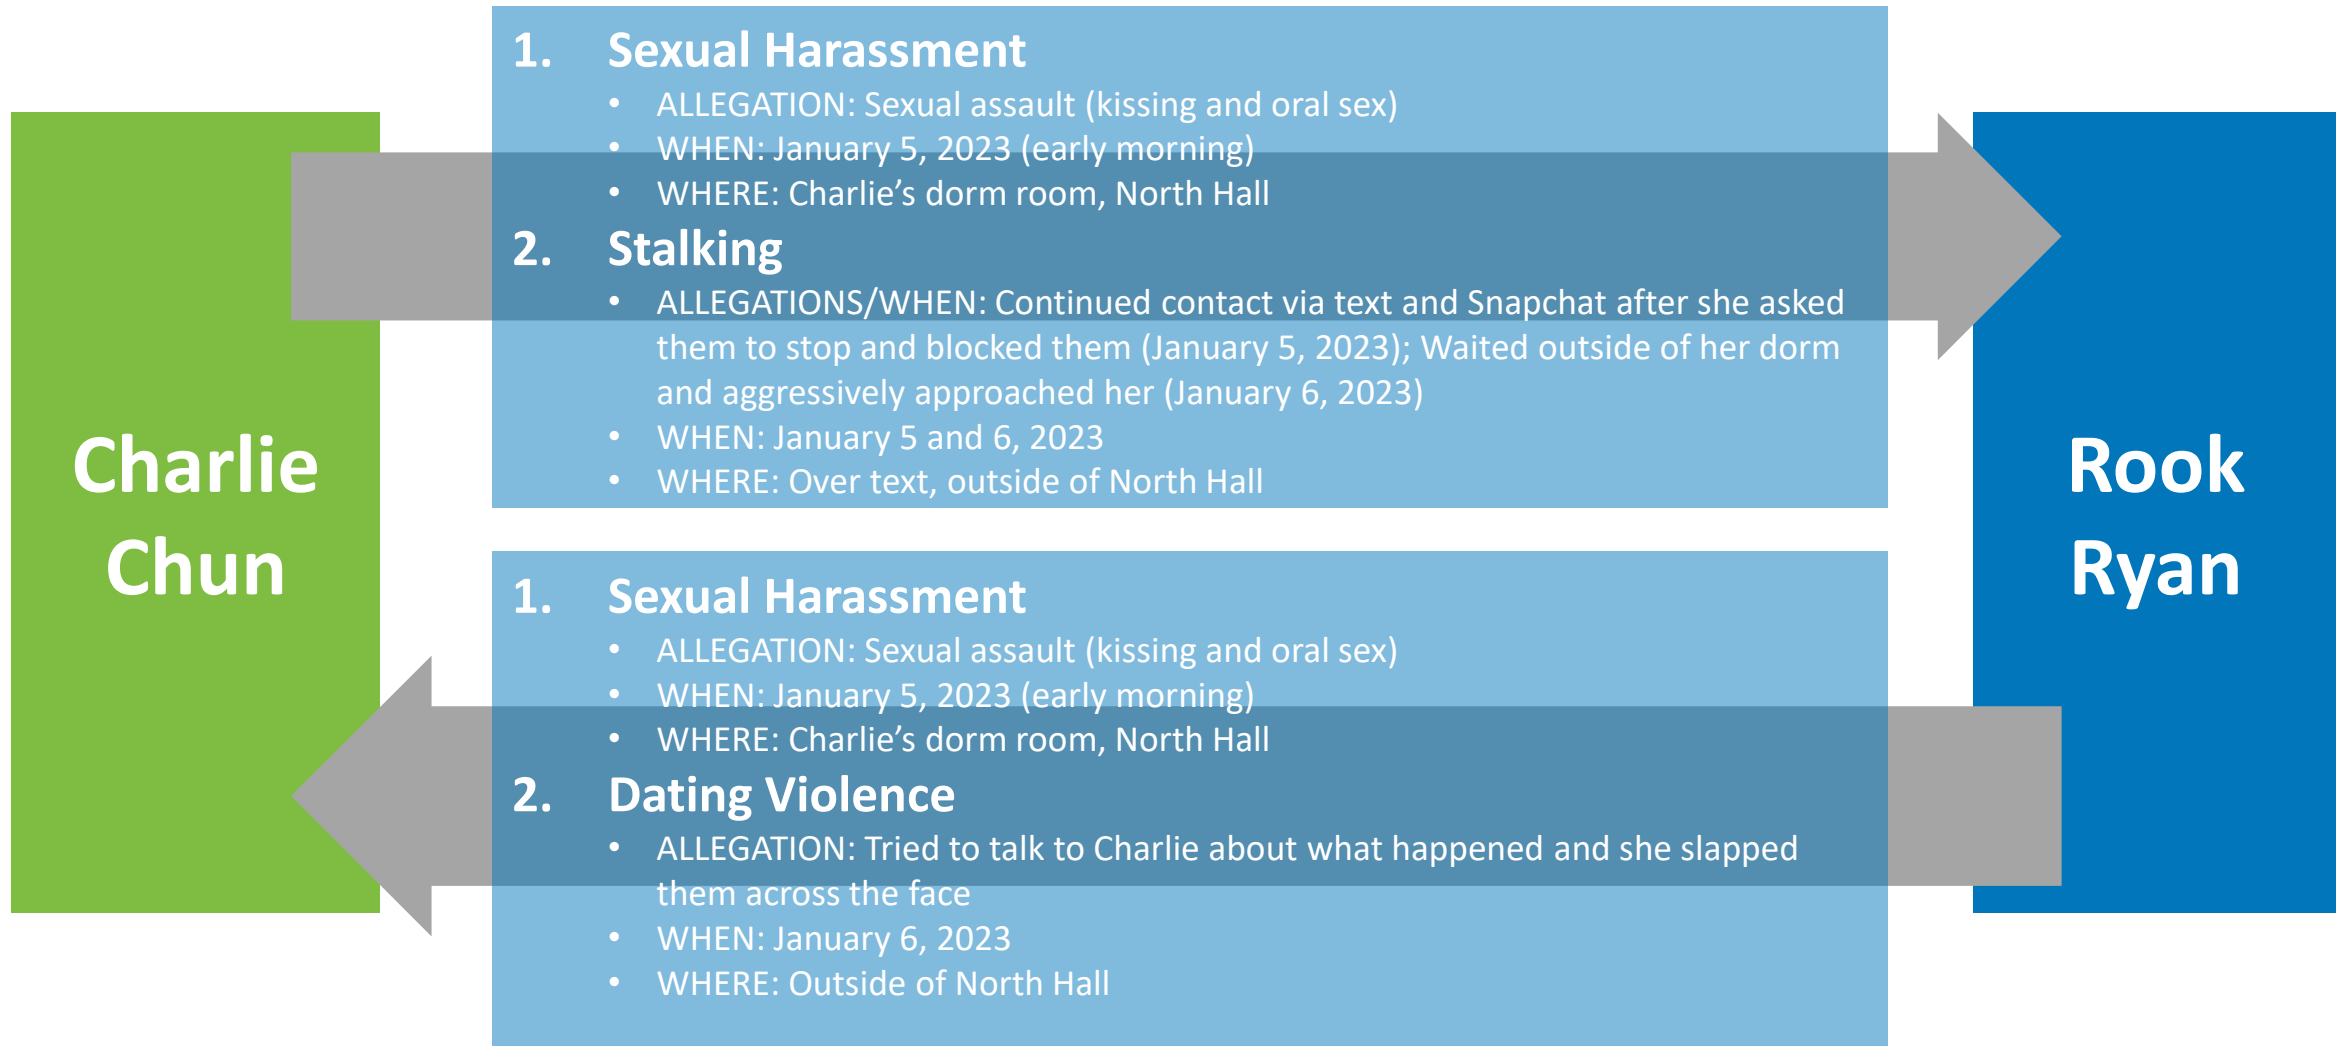 Charlie
Chun
1. Sexual Harassment
• ALLEGATION: Sexual assault (kissing and oral sex)
• WHEN: January 5, 2023 (early morning)
• WHERE: Charlie’s dorm room, North Hall
2. Stalking
• ALLEGATIONS/WHEN: Continued contact via text and Snapchat after she asked
them to stop and blocked them (January 5, 2023); Waited outside of her dorm
and aggressively approached her (January 6, 2023)
• WHEN: January 5 and 6, 2023
• WHERE: Over text, outside of North Hall
1. Sexual Harassment
• ALLEGATION: Sexual assault (kissing and oral sex)
• WHEN: January 5, 2023 (early morning)
• WHERE: Charlie’s dorm room, North Hall
2. Dating Violence
• ALLEGATION: Tried to talk to Charlie about what happened and she slapped
them across the face
• WHEN: January 6, 2023
• WHERE: Outside of North Hall
Rook
Ryan